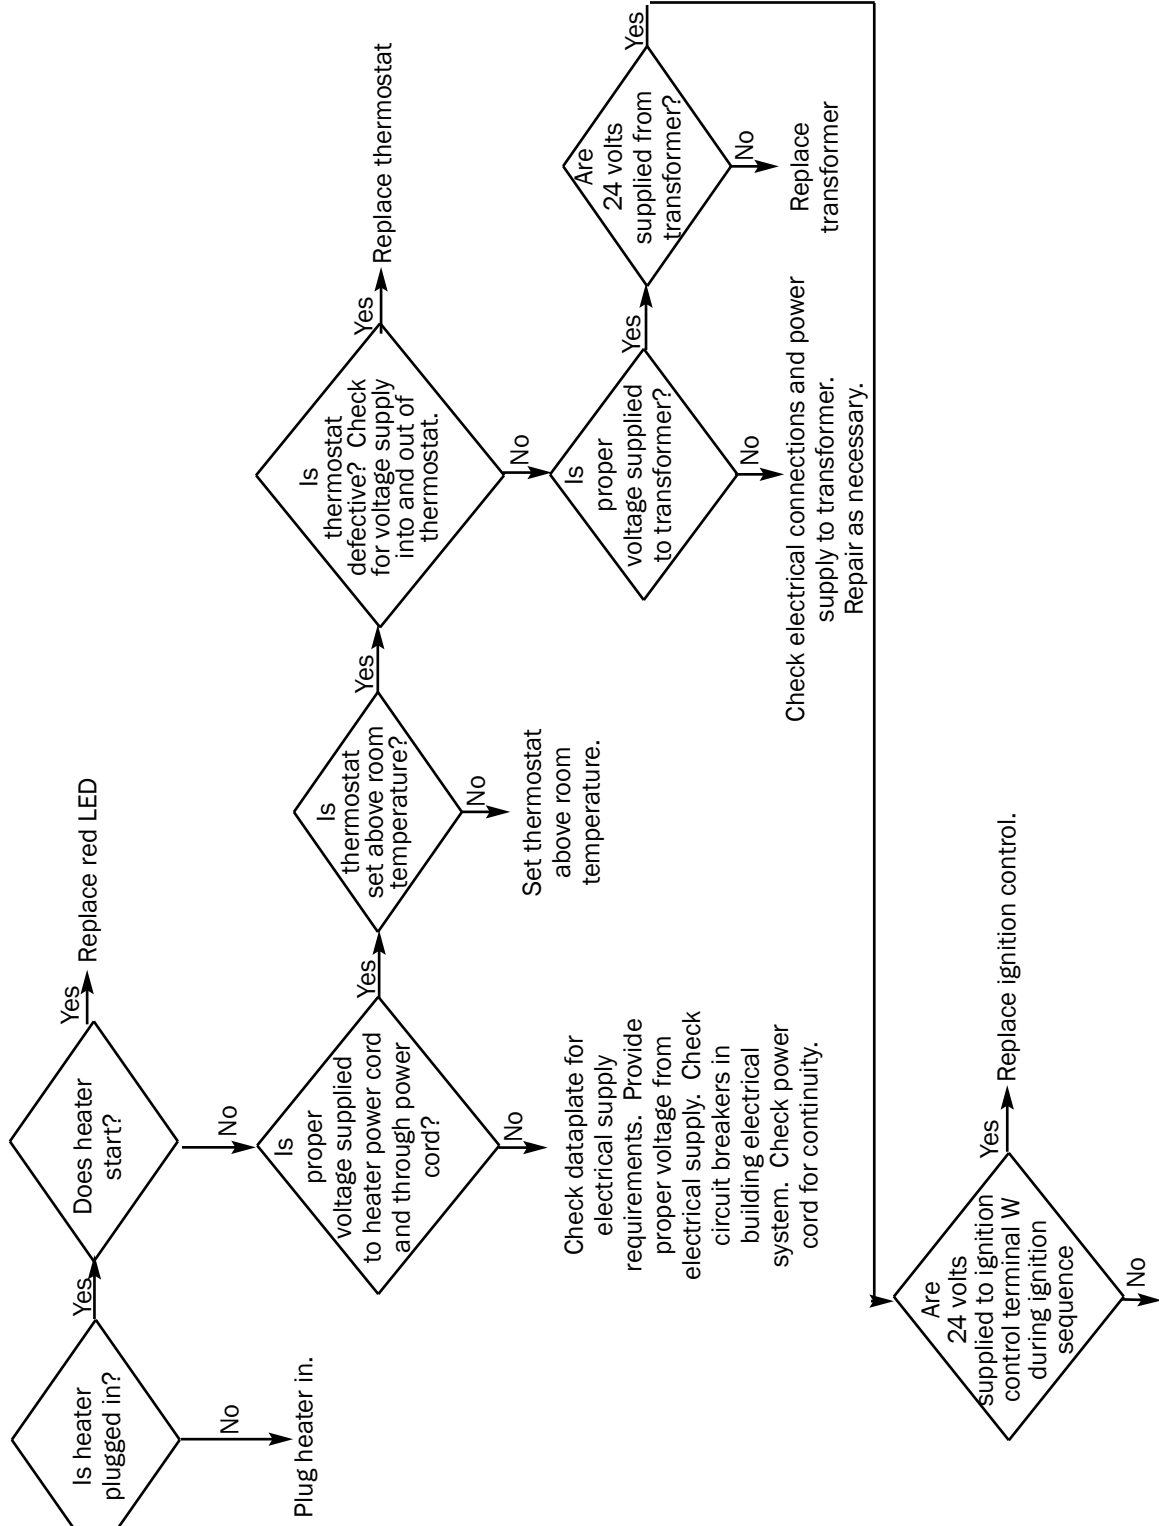 Is heater
plugged in?
Yes
No
Plug heater in.
Does heater
start?
Yes
Replace red LED
No
Is
proper
voltage supplied
to heater power cord
and through power
cord?
Yes
No
Check dataplate for
electrical supply
requirements. Provide
proper voltage from
electrical supply. Check
circuit breakers in
building electrical
system. Check power
cord for continuity.
Is
thermostat
set above room
temperature?
Yes
No
Set thermostat
above room
temperature.
Is
thermostat
defective? Check
for voltage supply
into and out of
thermostat.
Yes
Replace thermostat
No
Is
proper
voltage supplied
to transformer?
Yes
No
Check electrical connections and power
supply to transformer.
Repair as necessary.
Are
24 volts
supplied from
transformer?
Yes
No
Replace
transformer
Are
24 volts
supplied to ignition
control terminal W
during ignition
sequence
Yes
Replace ignition control.
No